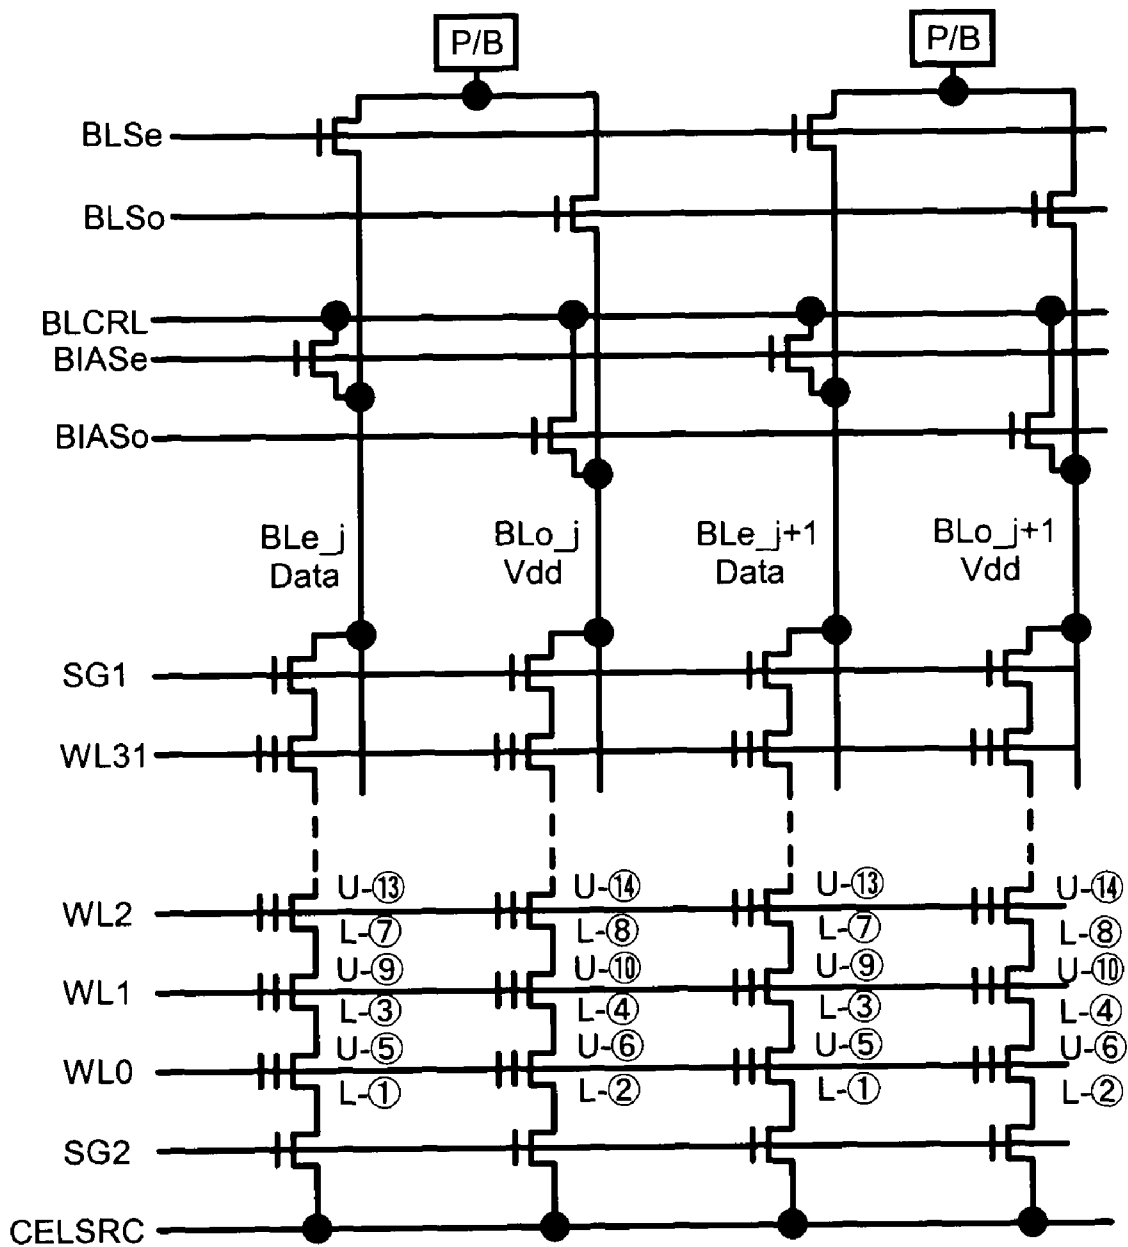 P/B P/B
BLSe
BLSo
BLCRL
BIASe
BIASo
BLe_j BLo_j BLe_j+1 BLo_j+1
Data Vdd Data Vdd
SG1
WL31
U-⑬ U-⑭ U-⑬ U-⑭
WL2
L-⑦ L-⑧ L-⑦ L-⑧
U-⑨ U-⑩ U-⑨ U-⑩
WL1
L-③ L-④ L-③ L-④
U-⑤ U-⑥ U-⑤ U-⑥
WL0
L-① L-② L-① L-②
SG2
CELSRC